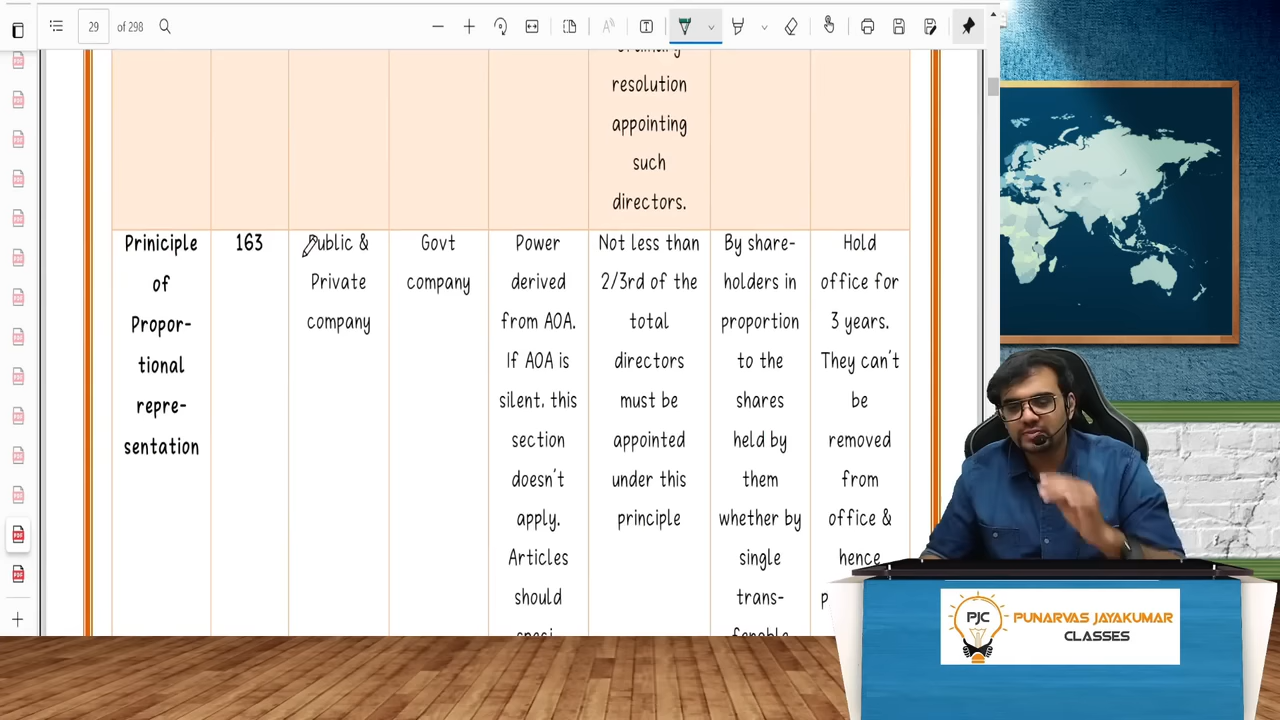 29
of 298
ordinary
resolution
appointing
such
directors.
Priniciple
of
Propor-
tional
repre-
sentation
163
Public &
Private
company
Govt
company
Power
derived
from AOA.
If AOA is
silent. this
section
doesn't
apply.
Articles
should
speci
Not less than
2/3rd of the
total
directors
must be
appointed
under this
principle
By share-
holders in
proportion
to the
shares
held by
them
whether by
single
trans-
ferable
Hold
office for
3 years.
They can't
be
removed
from
office &
hence
PJC
PUNARVAS JAYAKUMAR
CLASSES